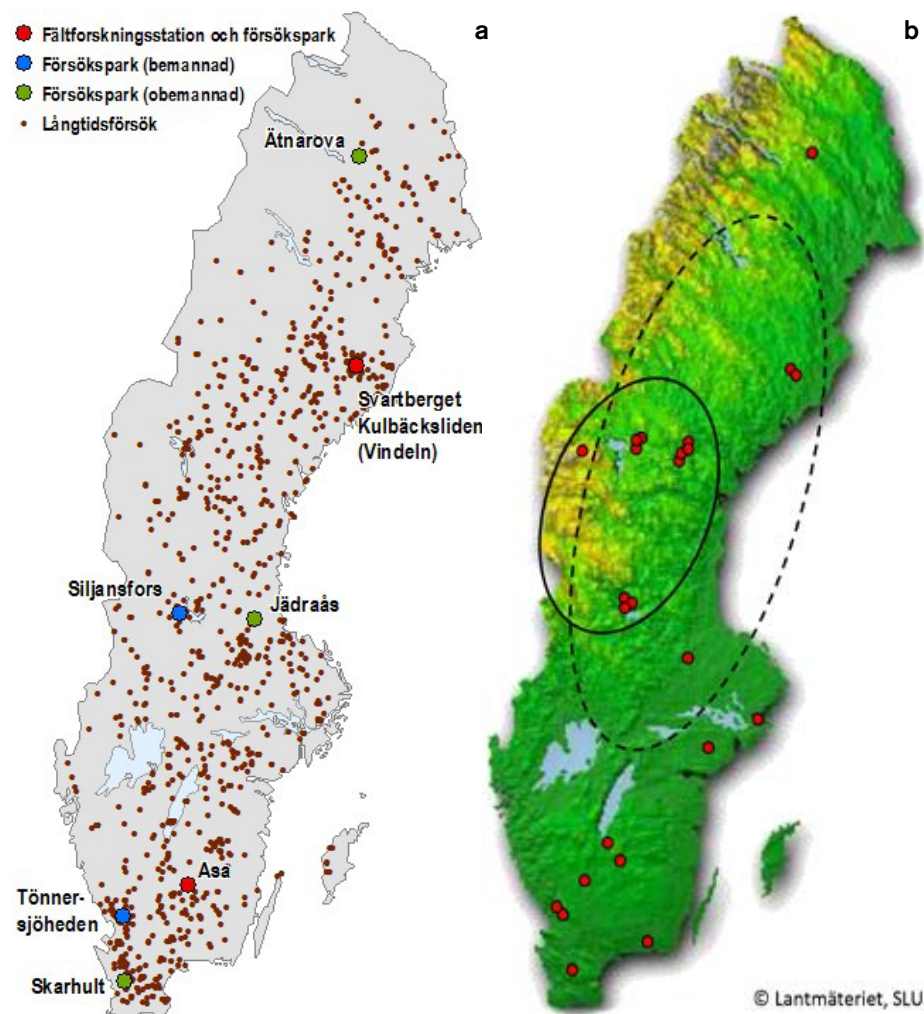 Fältforskningsstation och försökspark
Försökspark (bemannad)
Försökspark (obemannad)
Långtidsförsök
a
b
Ätnarova
Svartberget
Kulbäcksliden
(Vindeln)
Siljansfors
Jädraås
Asa
Tönner-
sjöheden
Skarhult
© Lantmäteriet, SLU